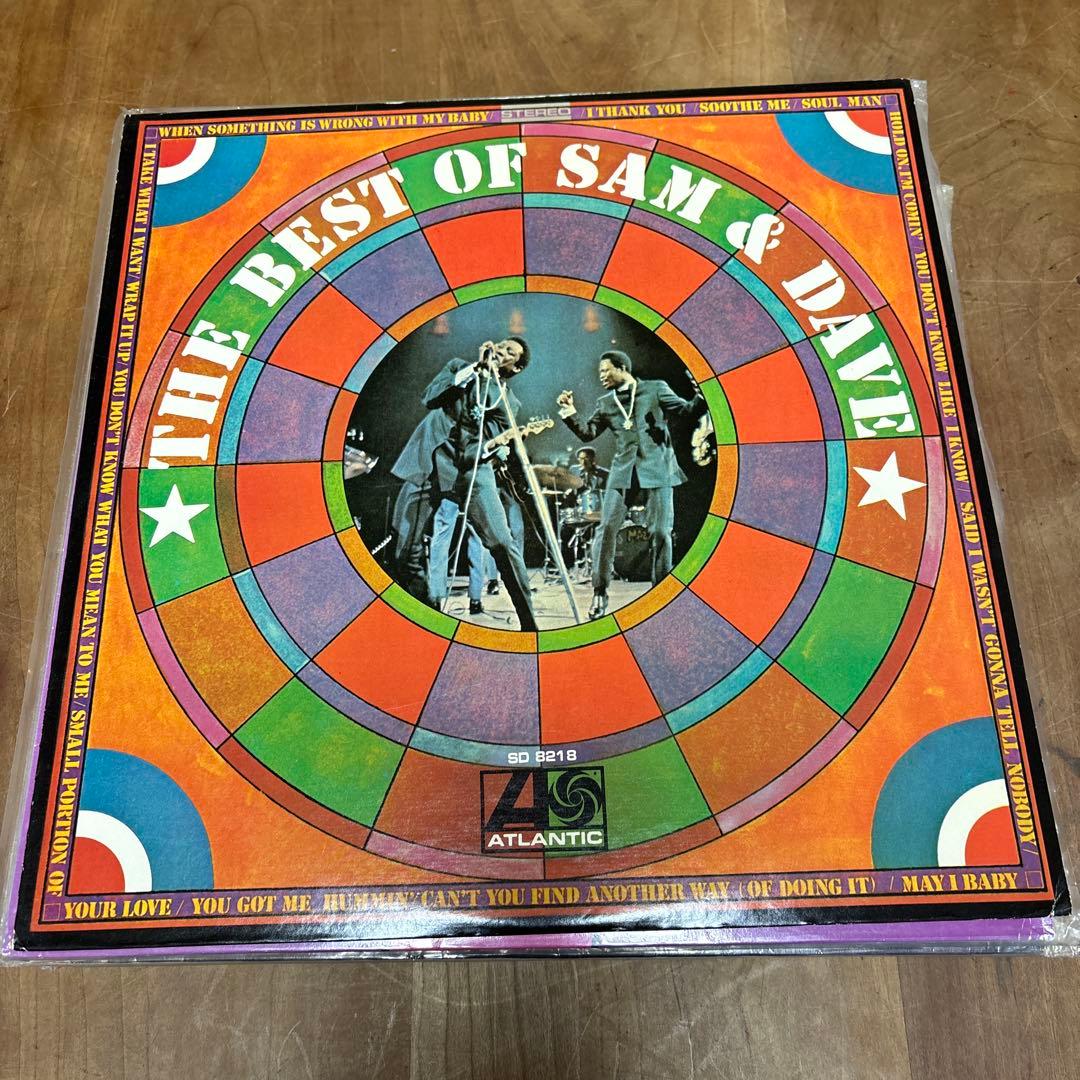 WHEN SOMETHING IS WRONG WITH MY BABY/ STEREO /I THANK YOU /SOOTHE ME/ SOUL MAN
HOLD ON, I'M COMIN' / YOU DON'T KNOW LIKE I KNOW / SAID I WASN'T GONNA TELL NOBODY/
THE BEST OF SAM & DAVE
I TAKE WHAT I WANT/ WRAP IT UP/ YOU DON'T KNOW WHAT YOU MEAN TO ME/ SMALL PORTION OF
SD 8218
ATLANTIC
YOUR LOVE / YOU GOT ME HUMMIN'/ CAN'T YOU FIND ANOTHER WAY (OF DOING IT) / MAY I BABY